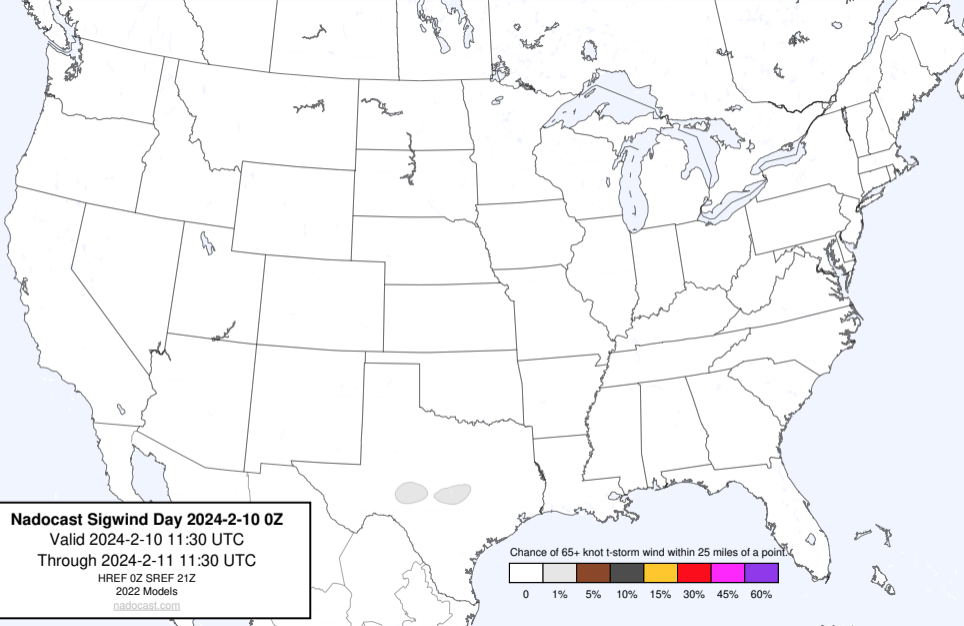 Nadocast Sigwind Day 2024-2-10 0Z
Valid 2024-2-10 11:30 UTC
Through 2024-2-11 11:30 UTC
HREF 0Z SREF 21Z
2022 Models
nadocast.com
Chance of 65+ knot t-storm wind within 25 miles of a point.
0 1% 5% 10% 15% 30% 45% 60%